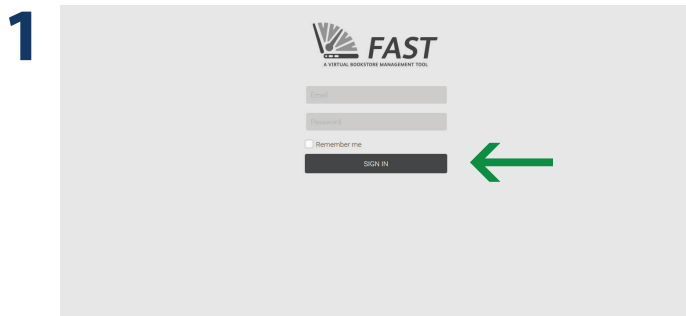 1
FAST
A VIRTUAL BOOKSTORE MANAGEMENT TOOL
Email
Password
Remember me
SIGN IN